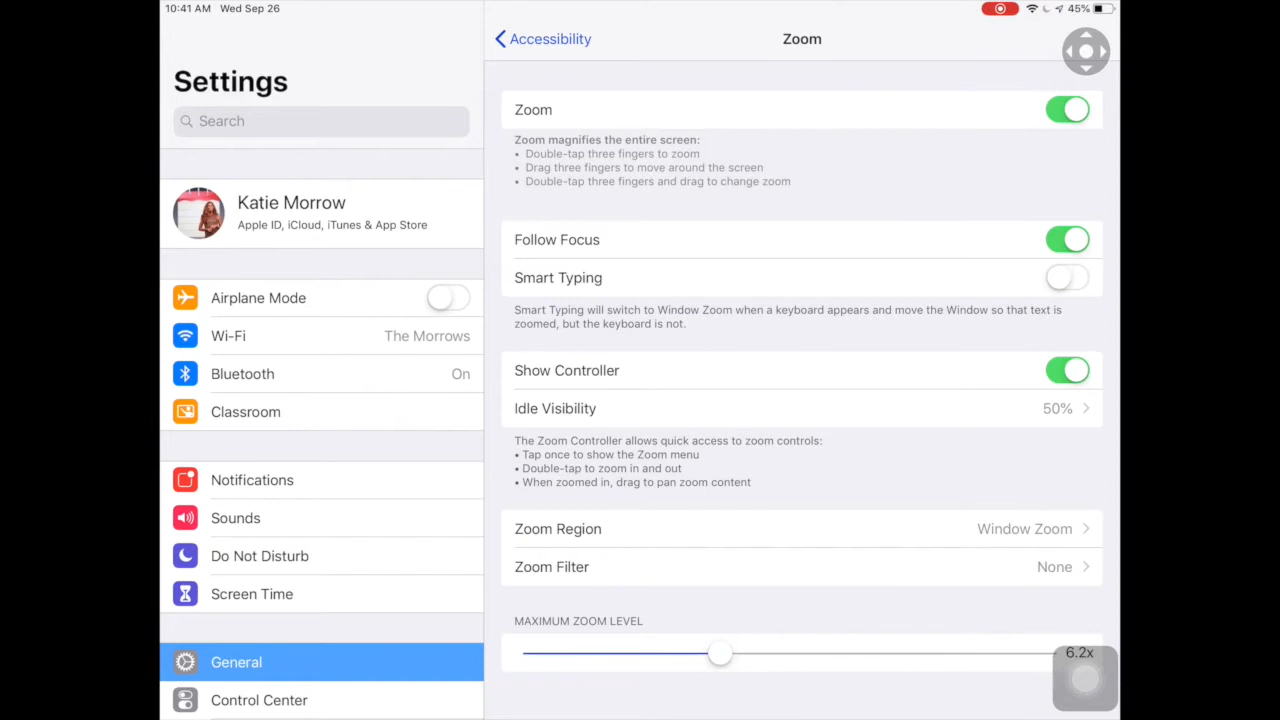 10:41 AM Wed Sep 26
45%
Settings
Search
Katie Morrow
Apple ID, iCloud, iTunes & App Store
Airplane Mode
Wi-Fi The Morrows
Bluetooth On
Classroom
Notifications
Sounds
Do Not Disturb
Screen Time
General
Control Center
Accessibility
Zoom
Zoom
Zoom magnifies the entire screen:
• Double-tap three fingers to zoom
• Drag three fingers to move around the screen
• Double-tap three fingers and drag to change zoom
Follow Focus
Smart Typing
Smart Typing will switch to Window Zoom when a keyboard appears and move the Window so that text is
zoomed, but the keyboard is not.
Show Controller
Idle Visibility 50%
The Zoom Controller allows quick access to zoom controls:
• Tap once to show the Zoom menu
• Double-tap to zoom in and out
• When zoomed in, drag to pan zoom content
Zoom Region Window Zoom
Zoom Filter None
MAXIMUM ZOOM LEVEL
6.2x